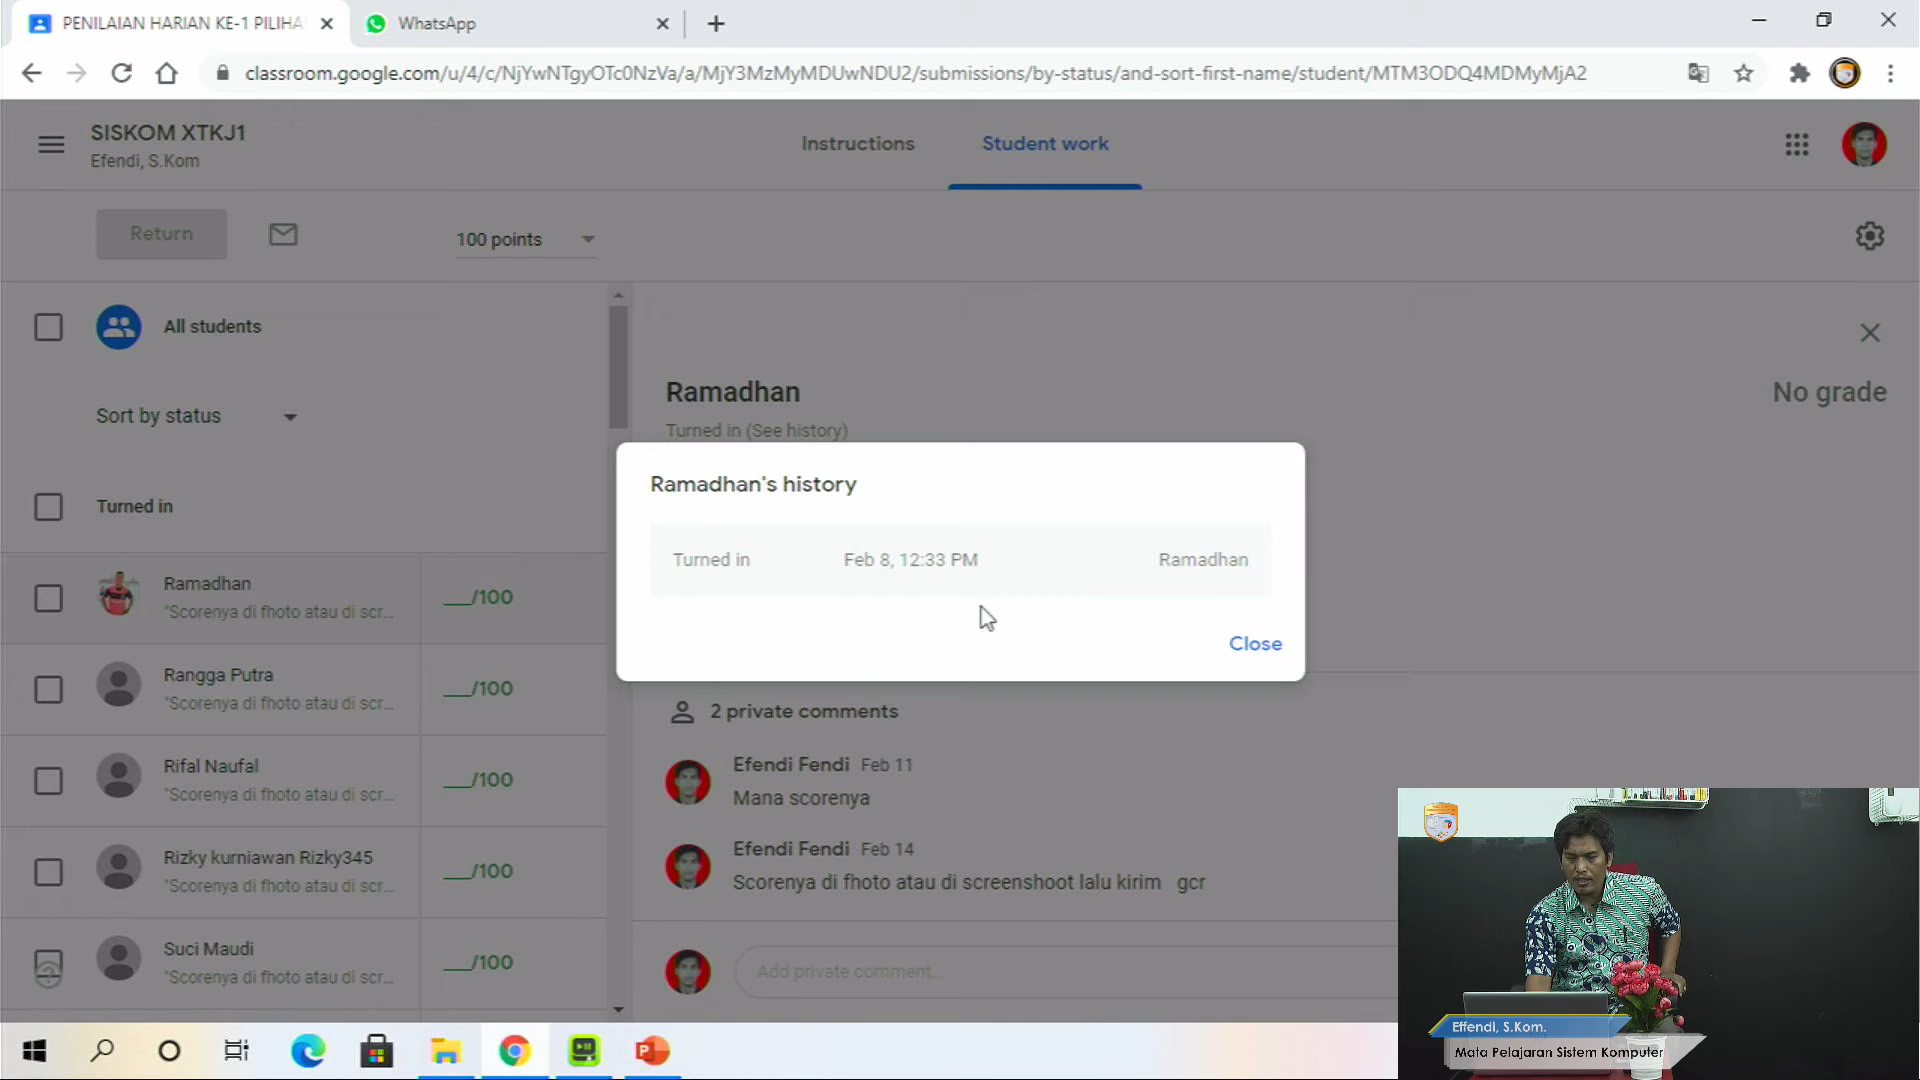 PENILAIAN HARIAN KE-1 PILIHA
WhatsApp
classroom.google.com/u/4/c/NjYwNTgyOTc0NzVa/a/MjY3MzMyMDUwNDU2/submissions/by-status/and-sort-first-name/student/MTM3ODQ4MDMyMjA2
SISKOM XTKJ1
Efendi, S.Kom
Instructions
Student work
Return
100 points
All students
Sort by status
Turned in
Ramadhan
"Scorenya di fhoto atau di scr...
___/100
Rangga Putra
"Scorenya di fhoto atau di scr...
___/100
Rifal Naufal
"Scorenya di fhoto atau di scr...
___/100
Rizky kurniawan Rizky345
"Scorenya di fhoto atau di scr...
___/100
Suci Maudi
"Scorenya di fhoto atau di scr...
___/100
Ramadhan
No grade
Turned in (See history)
Ramadhan's history
Turned in Feb 8, 12:33 PM Ramadhan
Close
2 private comments
Efendi Fendi Feb 11
Mana scorenya
Efendi Fendi Feb 14
Scorenya di fhoto atau di screenshoot lalu kirim gcr
Add private comment...
Effendi, S.Kom.
Mata Pelajaran Sistem Komputer